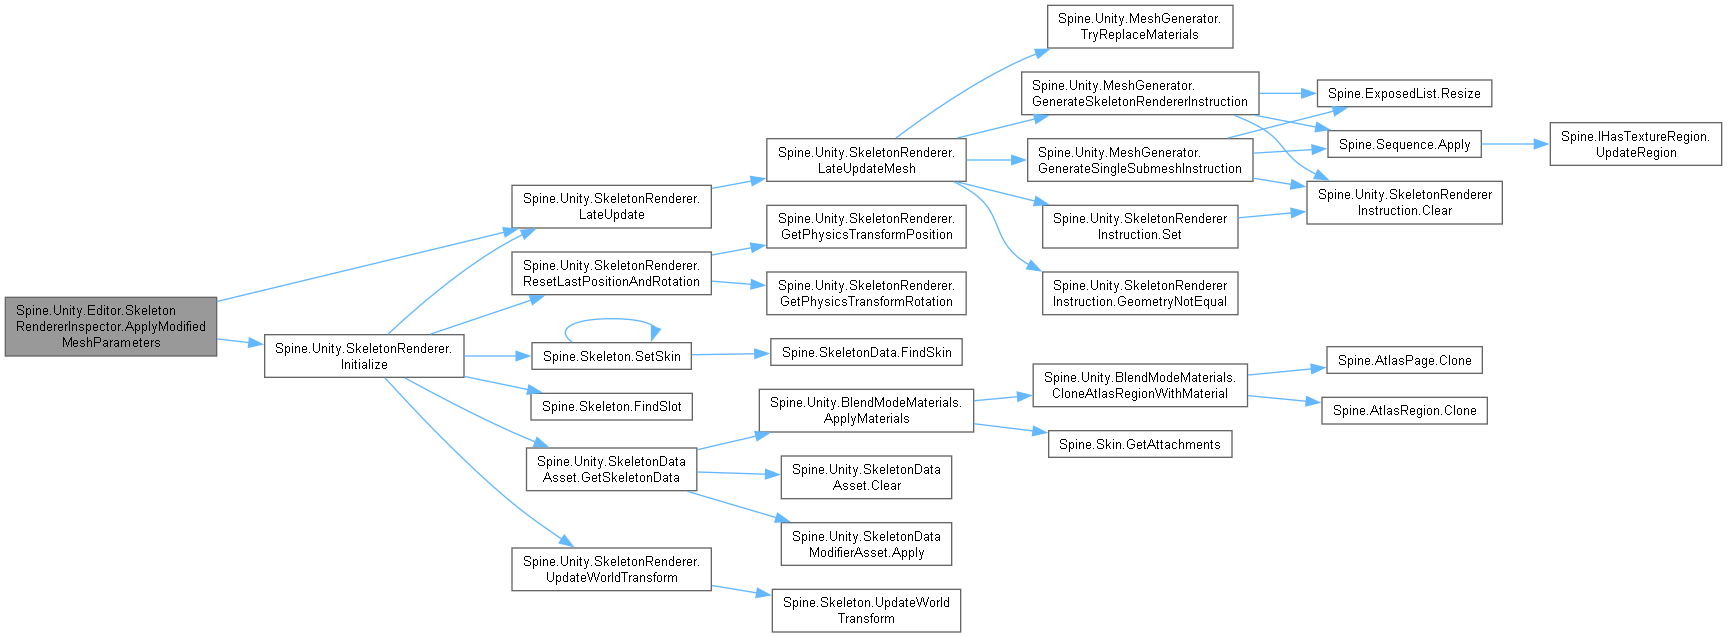 Spine.Unity.Editor.Skeleton
RendererInspector.ApplyModified
MeshParameters
Spine.Unity.SkeletonRenderer.
Initialize
Spine.Unity.SkeletonRenderer.
LateUpdate
Spine.Unity.SkeletonRenderer.
ResetLastPositionAndRotation
Spine.Skeleton.SetSkin
Spine.Skeleton.FindSlot
Spine.Unity.SkeletonData
Asset.GetSkeletonData
Spine.Unity.SkeletonRenderer.
UpdateWorldTransform
Spine.Unity.SkeletonRenderer.
LateUpdateMesh
Spine.Unity.SkeletonRenderer.
GetPhysicsTransformPosition
Spine.Unity.SkeletonRenderer.
GetPhysicsTransformRotation
Spine.SkeletonData.FindSkin
Spine.Unity.BlendModeMaterials.
ApplyMaterials
Spine.Unity.SkeletonData
Asset.Clear
Spine.Unity.SkeletonData
ModifierAsset.Apply
Spine.Skeleton.UpdateWorld
Transform
Spine.Unity.MeshGenerator.
TryReplaceMaterials
Spine.Unity.MeshGenerator.
GenerateSkeletonRendererInstruction
Spine.Unity.MeshGenerator.
GenerateSingleSubmeshInstruction
Spine.Unity.SkeletonRenderer
Instruction.Set
Spine.Unity.SkeletonRenderer
Instruction.GeometryNotEqual
Spine.Unity.BlendModeMaterials.
CloneAtlasRegionWithMaterial
Spine.Skin.GetAttachments
Spine.ExposedList.Resize
Spine.Sequence.Apply
Spine.Unity.SkeletonRenderer
Instruction.Clear
Spine.AtlasPage.Clone
Spine.AtlasRegion.Clone
Spine.IHasTextureRegion.
UpdateRegion